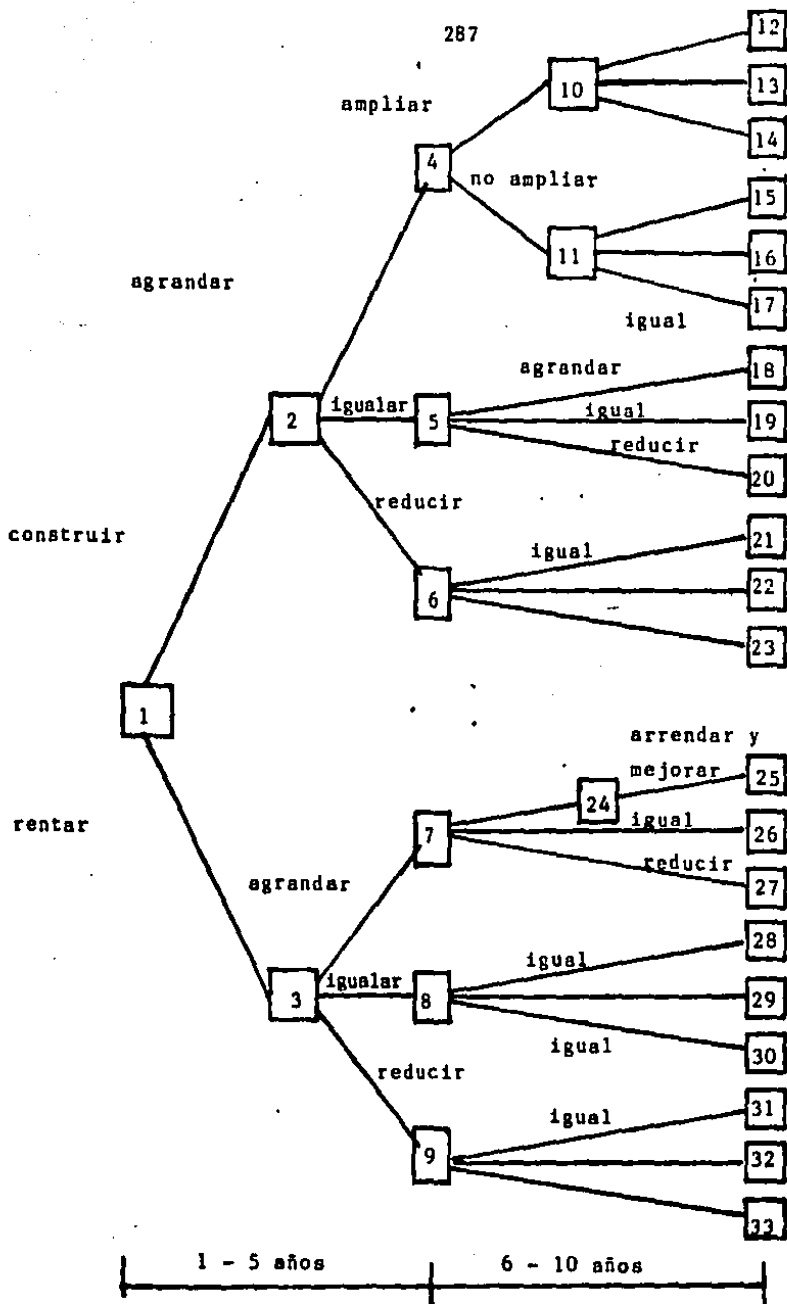 287
12
10
13
ampliar
14
4
no ampliar
15
11
16
agrandar
17
igual
agrandar
18
2
igualar
5
igual
19
reducir
20
reducir
construir
igual
21
6
22
23
1
arrendar y
mejorar
25
24
rentar
7
igual
26
reducir
agrandar
27
28
igual
3
igualar
8
29
igual
30
reducir
igual
31
9
32
33
1 - 5 años
6 - 10 años